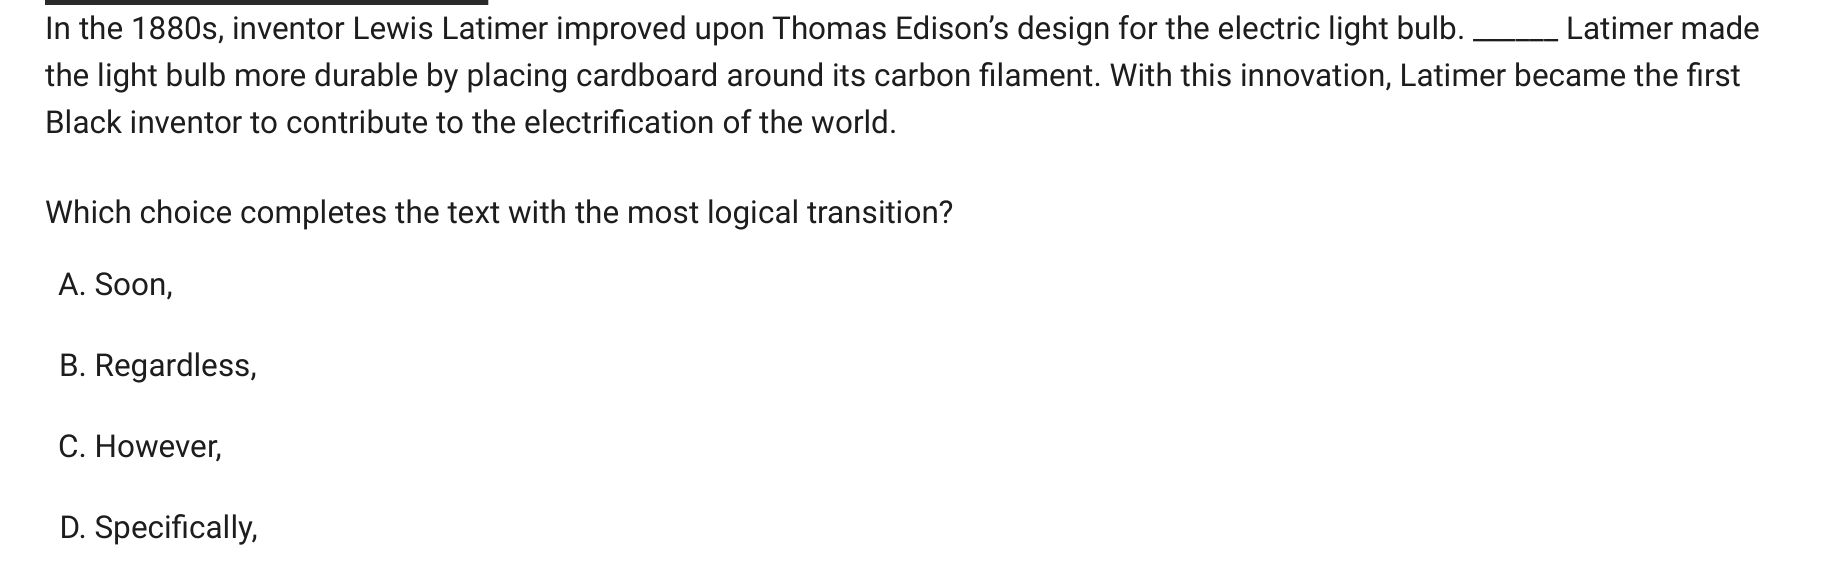 In the 1880s, inventor Lewis Latimer improved upon Thomas Edison’s design for the electric light bulb. ______ Latimer made
the light bulb more durable by placing cardboard around its carbon filament. With this innovation, Latimer became the first
Black inventor to contribute to the electrification of the world.
Which choice completes the text with the most logical transition?
A. Soon,
B. Regardless,
C. However,
D. Specifically,